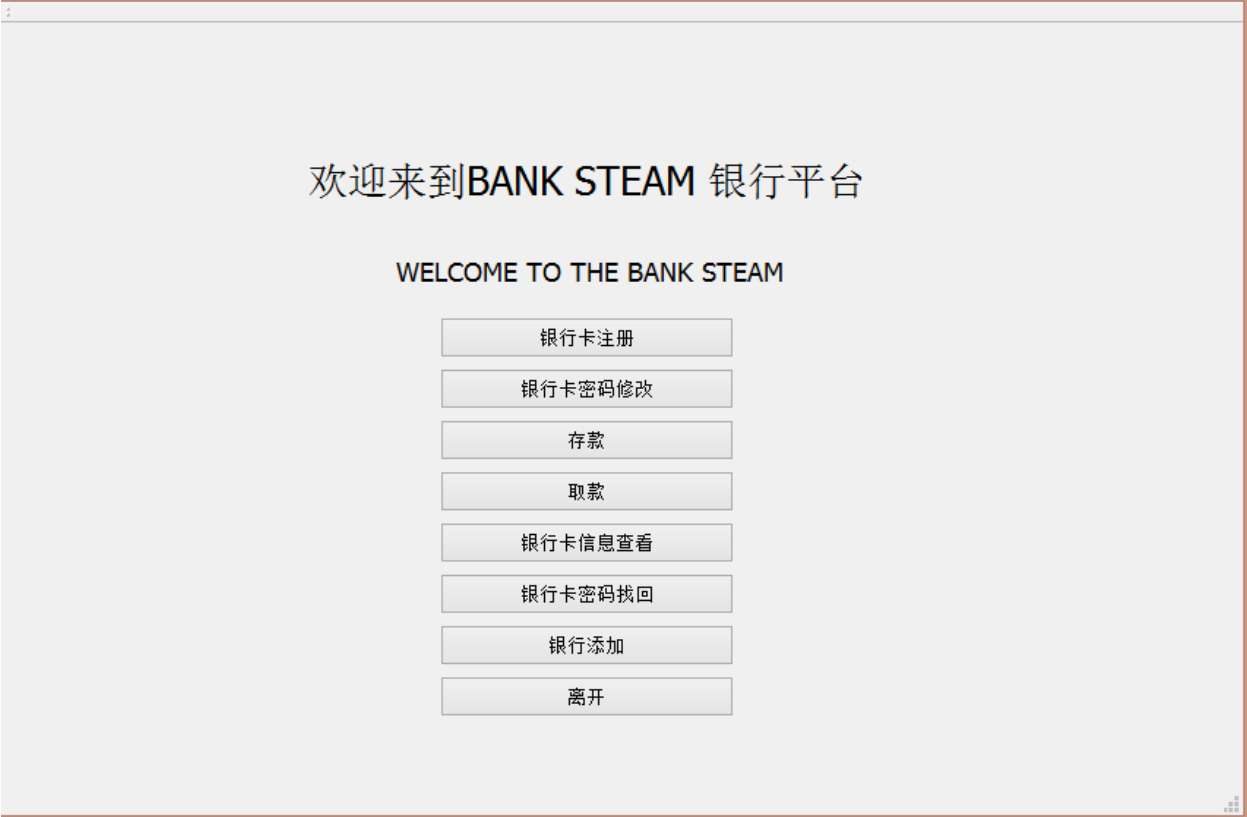 欢迎来到BANK STEAM 银行平台
WELCOME TO THE BANK STEAM
银行卡注册
银行卡密码修改
存款
取款
银行卡信息查看
银行卡密码找回
银行添加
离开